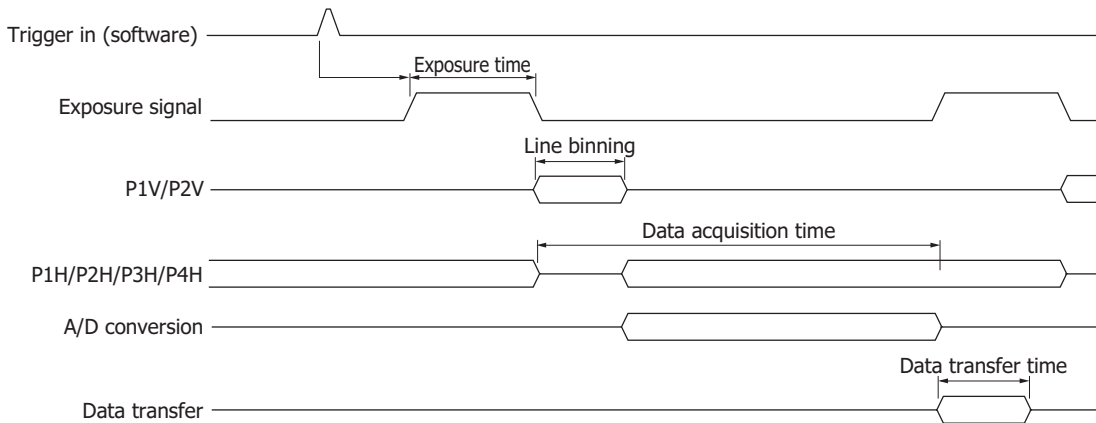 Trigger in (software)
Exposure time
Exposure signal
Line binning
P1V/P2V
Data acquisition time
P1H/P2H/P3H/P4H
A/D conversion
Data transfer time
Data transfer